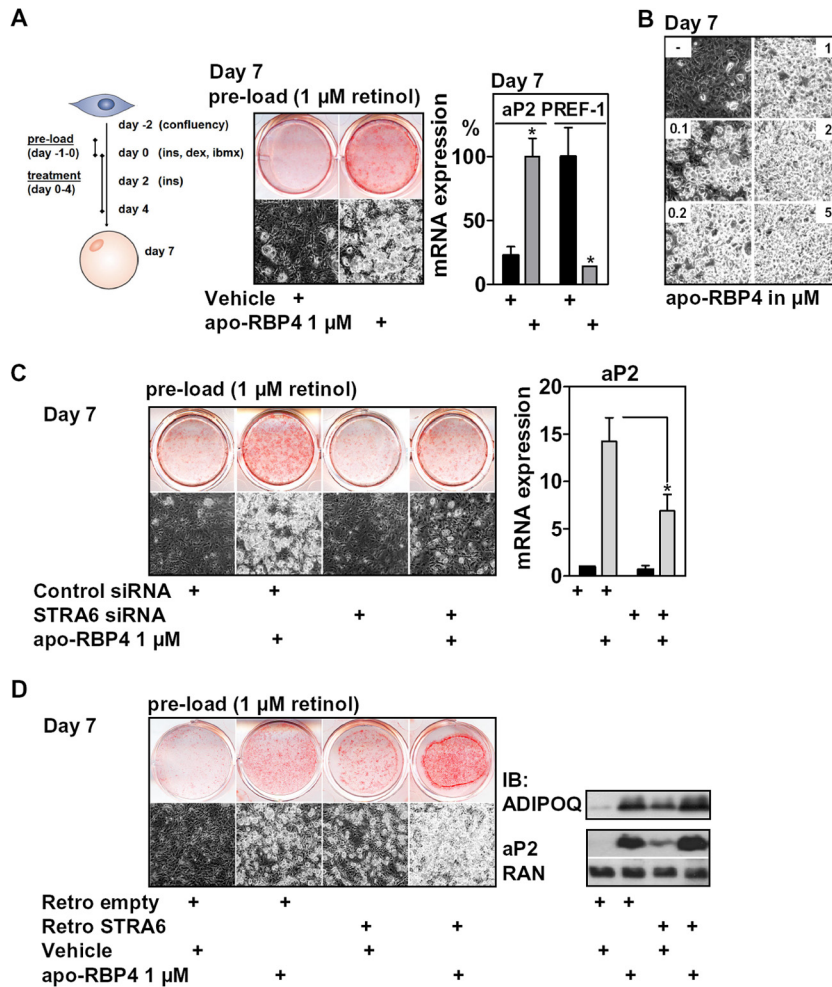 A
Day 7
pre-load (1 µM retinol)
day -2 (confluency)
pre-load
(day -1-0)
day 0 (ins, dex, ibmx)
treatment
(day 0-4)
day 2 (ins)
day 4
day 7
Vehicle +
apo-RBP4 1 µM +
Day 7
aP2 PREF-1
%
mRNA expression
100
50
0
*
*
+ +
+ +
B
Day 7
- 1
0.1 2
0.2 5
apo-RBP4 in µM
C
pre-load (1 µM retinol)
Day 7
Control siRNA + +
STRA6 siRNA + +
apo-RBP4 1 µM + +
aP2
mRNA expression
20
15
10
5
0
*
+ +
+ +
+ +
D
pre-load (1 µM retinol)
Day 7
IB:
ADIPOQ
aP2
RAN
Retro empty + + + +
Retro STRA6 + + + +
Vehicle + + + +
apo-RBP4 1 µM + + + +